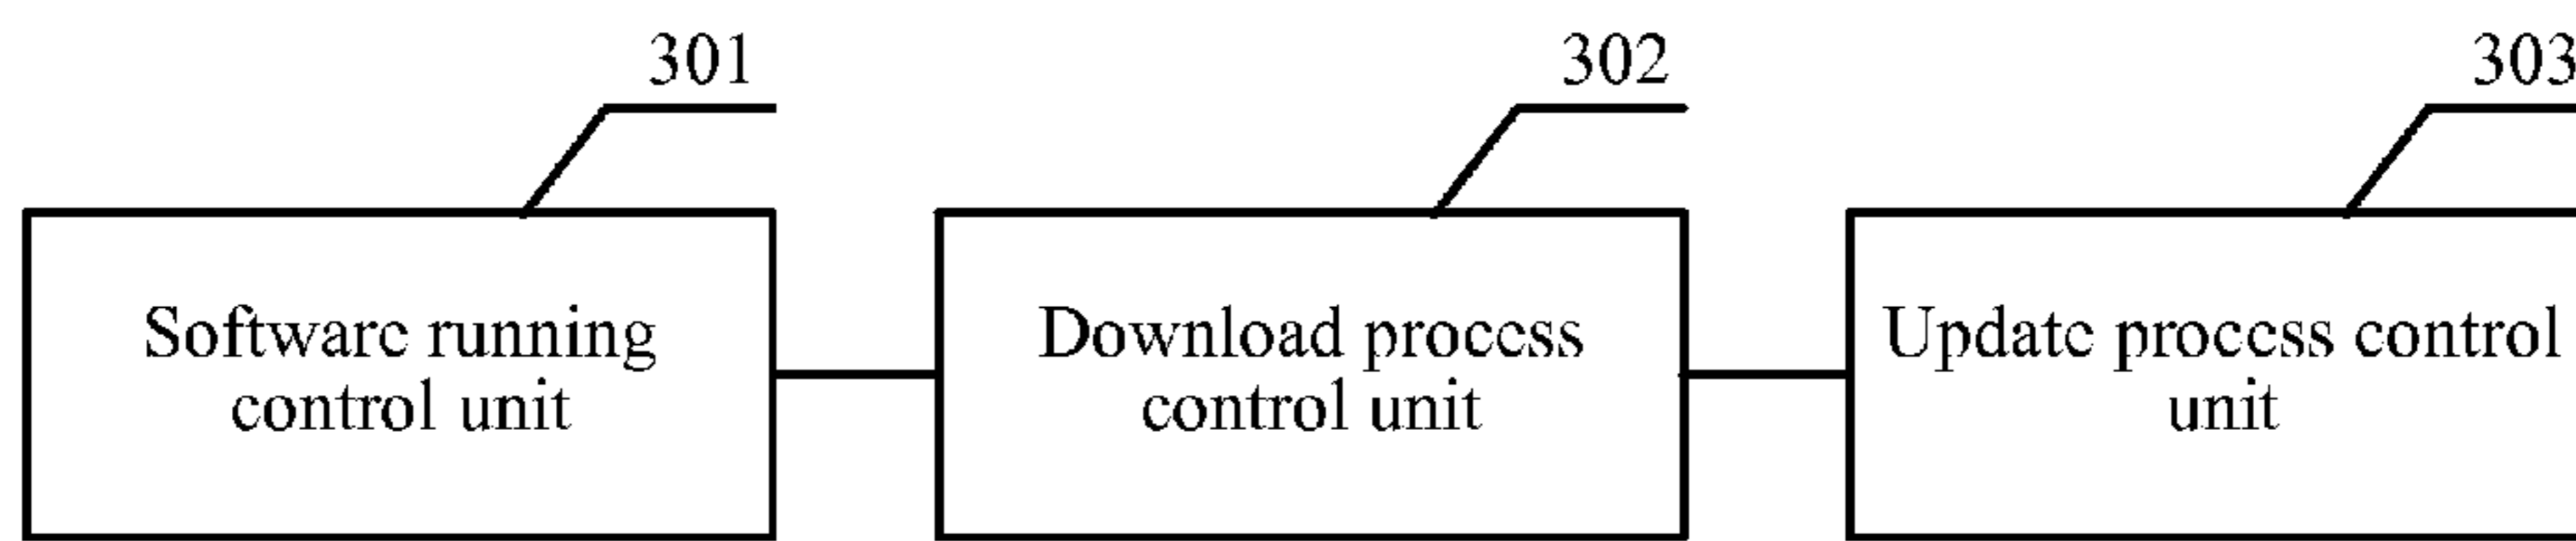 301
302
303
Software running
control unit
Download process
control unit
Update process control
unit